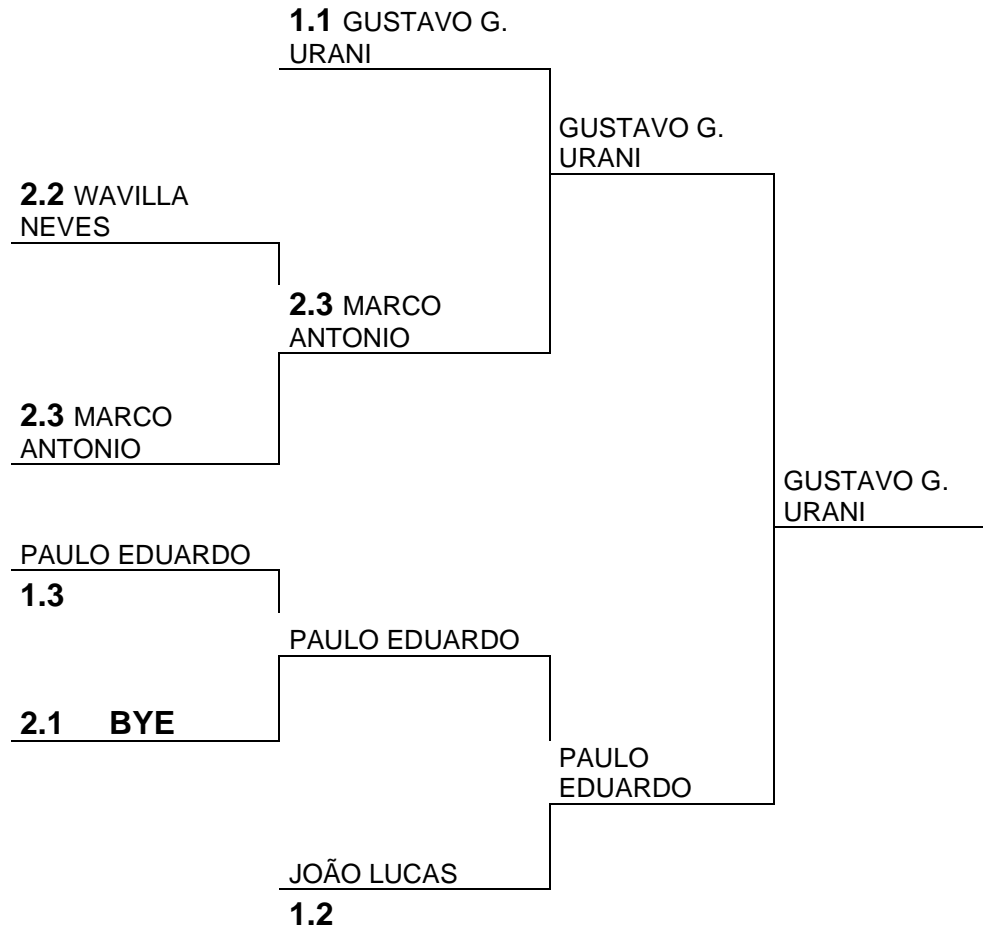 1.1 GUSTAVO G.
URANI
GUSTAVO G.
URANI
2.2 WAVILLA
NEVES
2.3 MARCO
ANTONIO
2.3 MARCO
ANTONIO
GUSTAVO G.
URANI
PAULO EDUARDO
1.3
PAULO EDUARDO
2.1 BYE
PAULO
EDUARDO
JOÃO LUCAS
1.2